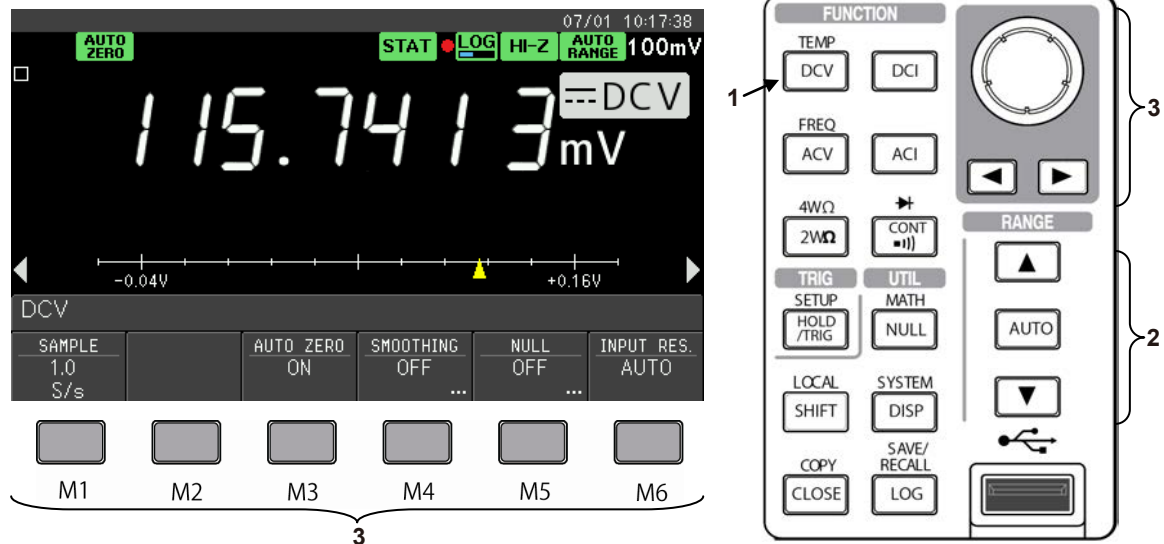 07/01 10:17:38
AUTO ZERO STAT LOG HI-Z AUTO RANGE 100mV
115.7413mV
DCV
-0.04V +0.16V
DCV
SAMPLE AUTO ZERO SMOOTHING NULL INPUT RES.
1.0 ON OFF OFF AUTO
S/s ... ...
M1 M2 M3 M4 M5 M6
3
FUNCTION
TEMP
DCV DCI
1
3
FREQ
ACV ACI
4WΩ
2WΩ CONT
RANGE
TRIG UTIL
SETUP MATH
HOLD/TRIG NULL
AUTO
2
LOCAL SYSTEM
SHIFT DISP
COPY SAVE/RECALL
CLOSE LOG